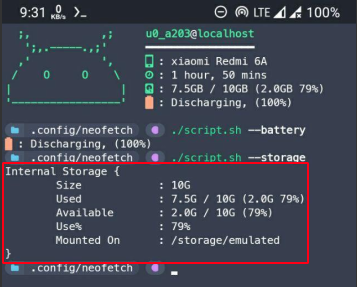 9:31 0 KB/s >_ LTE 100%
u0_a203@localhost
: xiaomi Redmi 6A
: 1 hour, 50 mins
: 7.5GB / 10GB (2.0GB 79%)
: Discharging, (100%)
.config/neofetch ./script.sh --battery
: Discharging, (100%)
.config/neofetch ./script.sh --storage
Internal Storage {
Size : 10G
Used : 7.5G / 10G (2.0G 79%)
Available : 2.0G / 10G (79%)
Use% : 79%
Mounted On : /storage/emulated
}
.config/neofetch